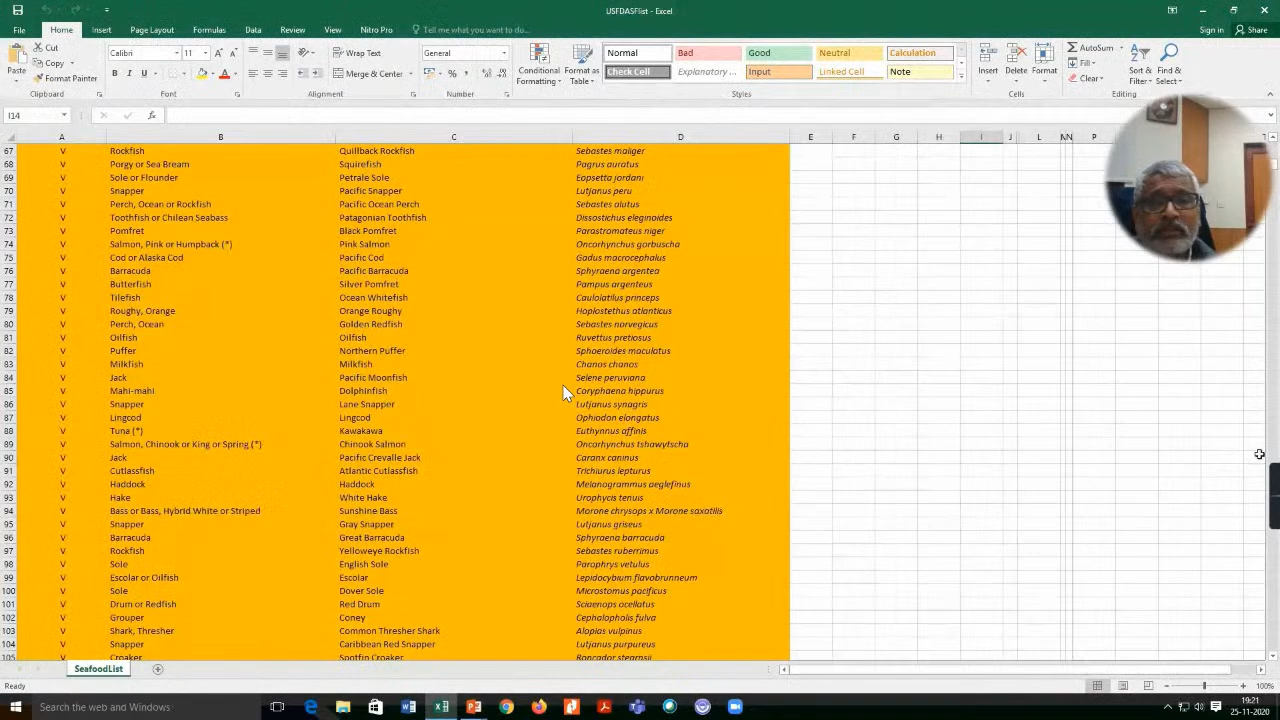 USFDASFlist - Excel
File Home Insert Page Layout Formulas Data Review View Nitro Pro Tell me what you want to do... Sign in Share
Cut
Copy
Format Painter
Paste
Calibri 11
Wrap Text
Merge & Center
General
Conditional Formatting
Format as Table
Normal Bad Good Neutral Calculation
Check Cell Explanatory ... Input Linked Cell Note
Insert Delete Format
AutoSum
Fill
Clear
Sort & Filter
Find & Select
Clipboard Font Alignment Number Styles Cells Editing
I14 fx
A B C D E F G H I J L N P
67 V Rockfish Quillback Rockfish Sebastes maliger
68 V Porgy or Sea Bream Squirefish Pagrus auratus
69 V Sole or Flounder Petrale Sole Eopsetta jordani
70 V Snapper Pacific Snapper Lutjanus peru
71 V Perch, Ocean or Rockfish Pacific Ocean Perch Sebastes alutus
72 V Toothfish or Chilean Seabass Patagonian Toothfish Dissostichus eleginoides
73 V Pomfret Black Pomfret Parastromateus niger
74 V Salmon, Pink or Humpback (*) Pink Salmon Oncorhynchus gorbuscha
75 V Cod or Alaska Cod Pacific Cod Gadus macrocephalus
76 V Barracuda Pacific Barracuda Sphyraena argentea
77 V Butterfish Silver Pomfret Pampus argenteus
78 V Tilefish Ocean Whitefish Caulolatilus princeps
79 V Roughy, Orange Orange Roughy Hoplostethus atlanticus
80 V Perch, Ocean Golden Redfish Sebastes norvegicus
81 V Oilfish Oilfish Ruvettus pretiosus
82 V Puffer Northern Puffer Sphoeroides maculatus
83 V Milkfish Milkfish Chanos chanos
84 V Jack Pacific Moonfish Selene peruviana
85 V Mahi-mahi Dolphinfish Coryphaena hippurus
86 V Snapper Lane Snapper Lutjanus synagris
87 V Lingcod Lingcod Ophiodon elongatus
88 V Tuna (*) Kawakawa Euthynnus affinis
89 V Salmon, Chinook or King or Spring (*) Chinook Salmon Oncorhynchus tshawytscha
90 V Jack Pacific Crevalle Jack Caranx caninus
91 V Cutlassfish Atlantic Cutlassfish Trichiurus lepturus
92 V Haddock Haddock Melanogrammus aeglefinus
93 V Hake White Hake Urophycis tenuis
94 V Bass or Bass, Hybrid White or Striped Sunshine Bass Morone chrysops x Morone saxatilis
95 V Snapper Gray Snapper Lutjanus griseus
96 V Barracuda Great Barracuda Sphyraena barracuda
97 V Rockfish Yelloweye Rockfish Sebastes ruberrimus
98 V Sole English Sole Parophrys vetulus
99 V Escolar or Oilfish Escolar Lepidocybium flavobrunneum
100 V Sole Dover Sole Microstomus pacificus
101 V Drum or Redfish Red Drum Sciaenops ocellatus
102 V Grouper Coney Cephalopholis fulva
103 V Shark, Thresher Common Thresher Shark Alopias vulpinus
104 V Snapper Caribbean Red Snapper Lutjanus purpureus
105 V Croaker Spotfin Croaker Roncador stearnsii
SeafoodList
Ready 100%
Search the web and Windows
19:21
25-11-2020